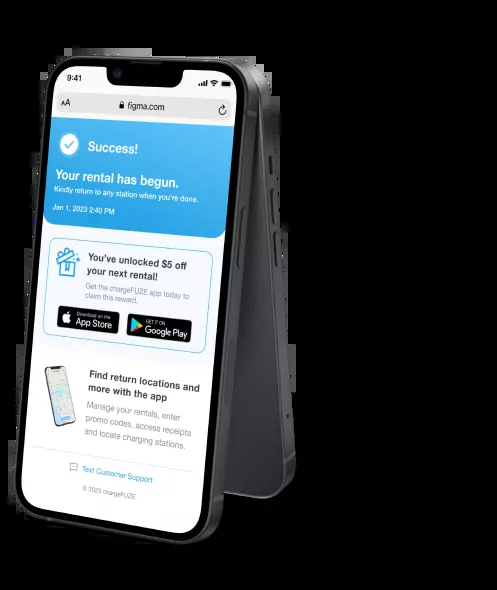 9:41
AA figma.com
Success!
Your rental has begun.
Kindly return to any station when you're done.
Jan 1, 2023 2:40 PM
You've unlocked $5 off
your next rental!
Get the chargeFUZE app today to
claim this reward.
Download on the
App Store
GET IT ON
Google Play
Find return locations and
more with the app
Manage your rentals, enter
promo codes, access receipts
and locate charging stations.
Text Customer Support
© 2023 chargeFUZE